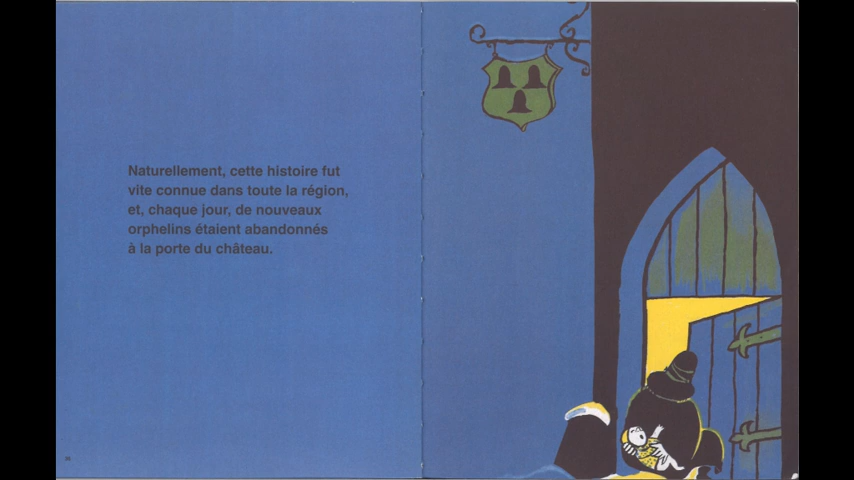 Naturellement, cette histoire fut
vite connue dans toute la région,
et, chaque jour, de nouveaux
orphelins étaient abandonnés
à la porte du château.